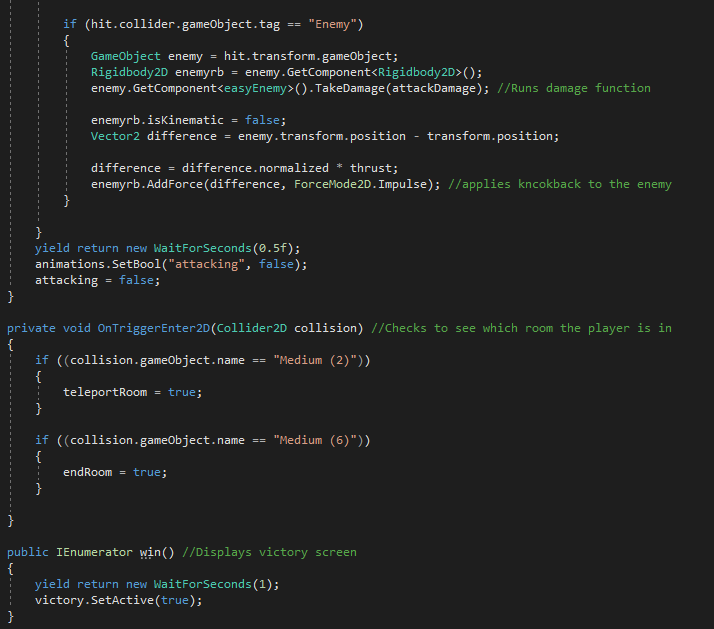 if (hit.collider.gameObject.tag == "Enemy")
{
GameObject enemy = hit.transform.gameObject;
Rigidbody2D enemyrb = enemy.GetComponent<Rigidbody2D>();
enemy.GetComponent<easyEnemy>().TakeDamage(attackDamage); //Runs damage function
enemyrb.isKinematic = false;
Vector2 difference = enemy.transform.position - transform.position;
difference = difference.normalized * thrust;
enemyrb.AddForce(difference, ForceMode2D.Impulse); //applies kncokback to the enemy
}
}
yield return new WaitForSeconds(0.5f);
animations.SetBool("attacking", false);
attacking = false;
}
private void OnTriggerEnter2D(Collider2D collision) //Checks to see which room the player is in
{
if ((collision.gameObject.name == "Medium (2)"))
{
teleportRoom = true;
}
if ((collision.gameObject.name == "Medium (6)"))
{
endRoom = true;
}
}
public IEnumerator win() //Displays victory screen
{
yield return new WaitForSeconds(1);
victory.SetActive(true);
}